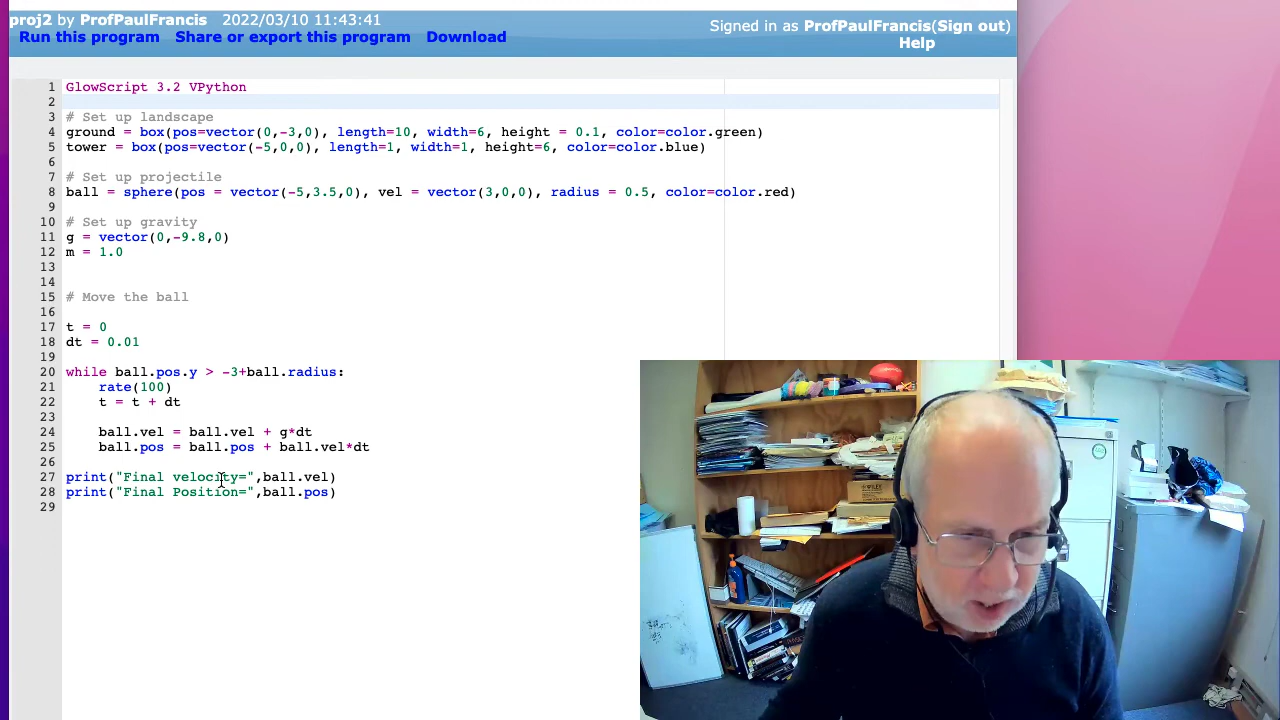 proj2 by ProfPaulFrancis 2022/03/10 11:43:41
Run this program Share or export this program Download
Signed in as ProfPaulFrancis(Sign out)
Help
1 GlowScript 3.2 VPython
2
3 # Set up landscape
4 ground = box(pos=vector(0,-3,0), length=10, width=6, height = 0.1, color=color.green)
5 tower = box(pos=vector(-5,0,0), length=1, width=1, height=6, color=color.blue)
6
7 # Set up projectile
8 ball = sphere(pos = vector(-5,3.5,0), vel = vector(3,0,0), radius = 0.5, color=color.red)
9
10 # Set up gravity
11 g = vector(0,-9.8,0)
12 m = 1.0
13
14
15 # Move the ball
16
17 t = 0
18 dt = 0.01
19
20 while ball.pos.y > -3+ball.radius:
21 rate(100)
22 t = t + dt
23
24 ball.vel = ball.vel + g*dt
25 ball.pos = ball.pos + ball.vel*dt
26
27 print("Final velocity=",ball.vel)
28 print("Final Position=",ball.pos)
29